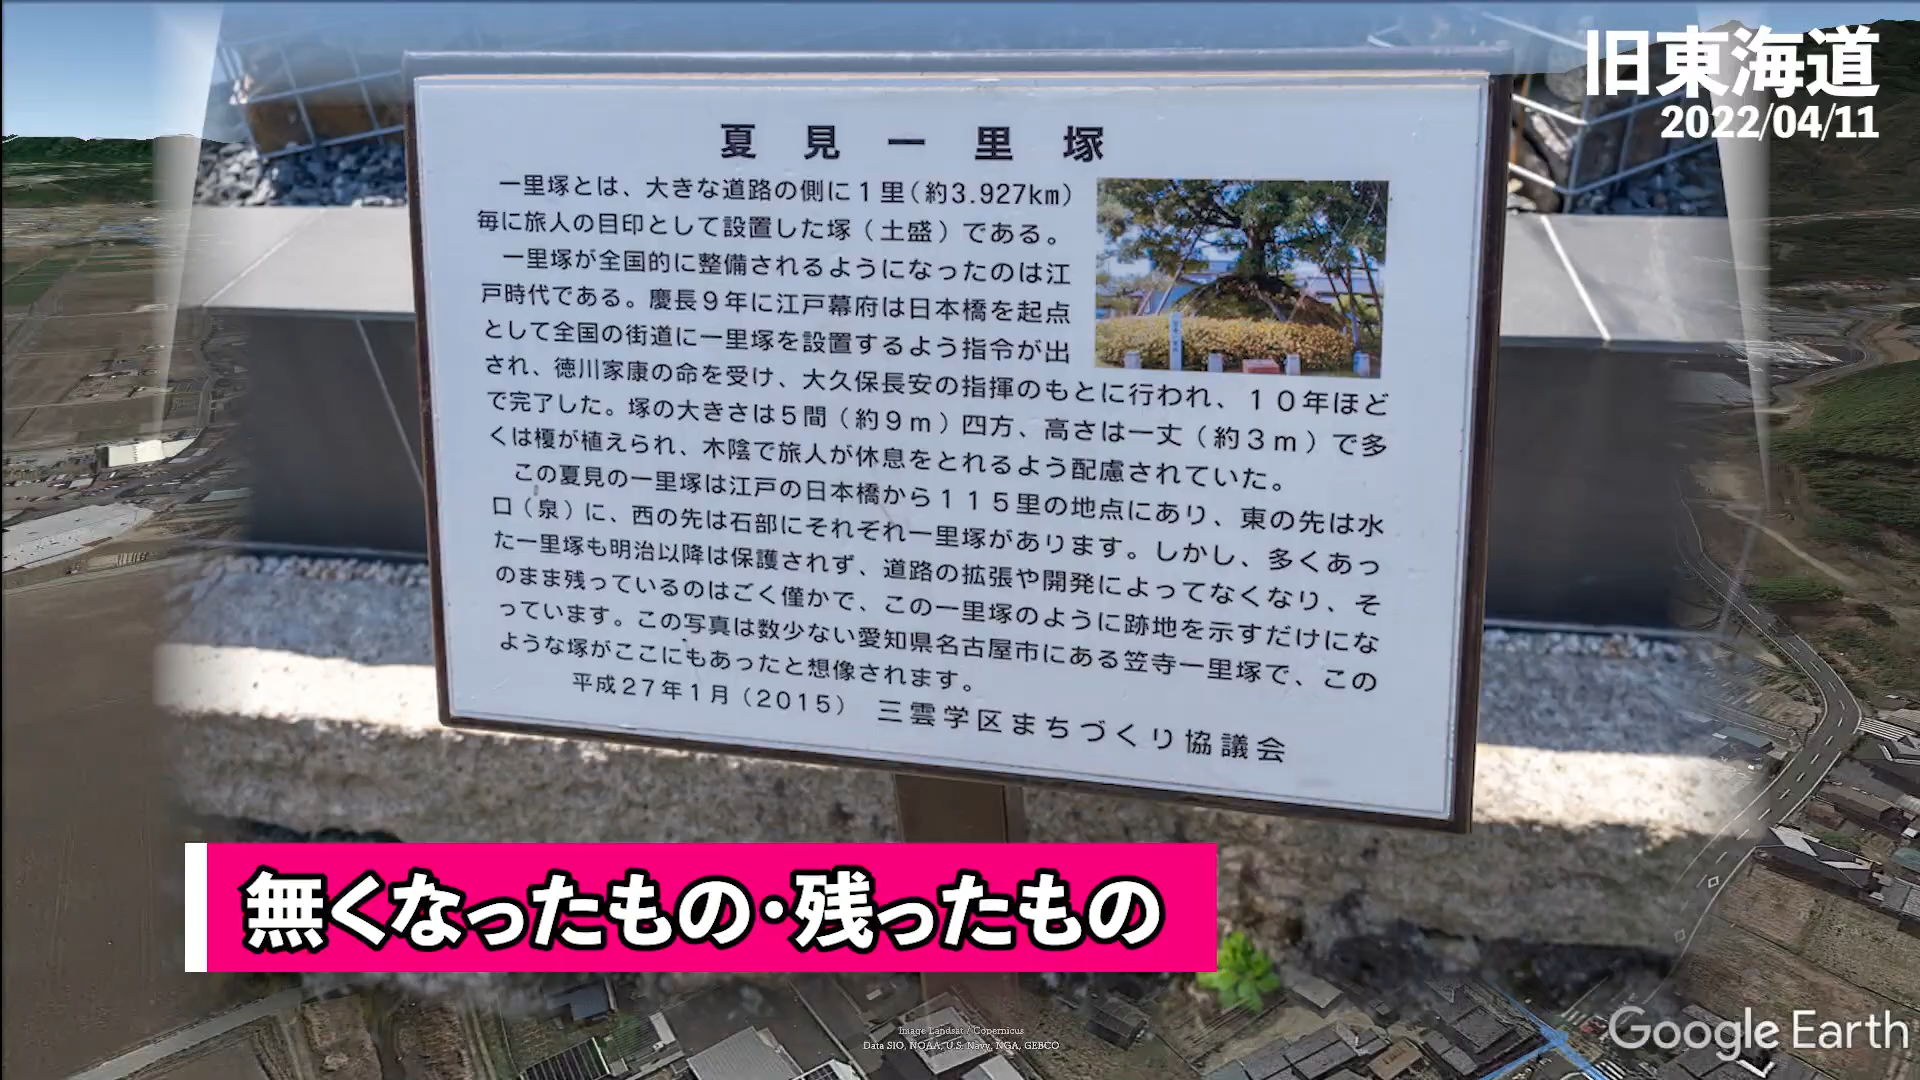 旧東海道
2022/04/11
夏見一里塚
一里塚とは、大きな道路の側に１里（約3.927km）
毎に旅人の目印として設置した塚（土盛）である。
一里塚が全国的に整備されるようになったのは江
戸時代である。慶長９年に江戸幕府は日本橋を起点
として全国の街道に一里塚を設置するよう指令が出
され、徳川家康の命を受け、大久保長安の指揮のもとに行われ、１０年ほど
で完了した。塚の大きさは５間（約９ｍ）四方、高さは一丈（約３ｍ）で多
くは榎が植えられ、木陰で旅人が休息をとれるよう配慮されていた。
この夏見の一里塚は江戸の日本橋から１１５里の地点にあり、東の先は水
口（泉）に、西の先は石部にそれぞれ一里塚があります。しかし、多くあっ
た一里塚も明治以降は保護されず、道路の拡張や開発によってなくなり、そ
のまま残っているのはごく僅かで、この一里塚のように跡地を示すだけにな
っています。この写真は数少ない愛知県名古屋市にある笠寺一里塚で、この
ような塚がここにもあったと想像されます。
平成27年1月（2015） 三雲学区まちづくり協議会
無くなったもの・残ったもの
Image Landsat / Copernicus
Data SIO, NOAA, U.S. Navy, NGA, GEBCO
Google Earth